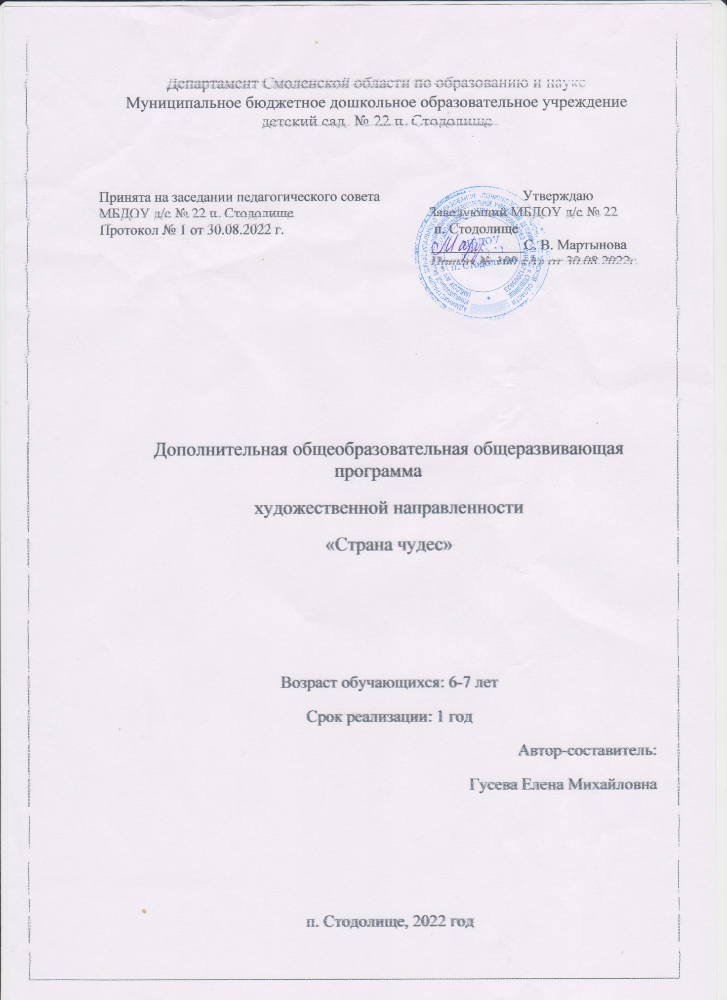 Департамент Смоленской области по образованию и науке
Муниципальное бюджетное дошкольное образовательное учреждение
детский сад № 22 п. Стодолище
Принята на заседании педагогического совета
МБДОУ д/с № 22 п. Стодолище
Протокол № 1 от 30.08.2022 г.
Утверждаю
Заведующий МБДОУ д/с № 22
п. Стодолище
С. В. Мартынова
Приказ № 100 от 30.08.2022г.
МБДОУ
п. Стодолище
Дополнительная общеобразовательная общеразвивающая
программа
художественной направленности
«Страна чудес»
Возраст обучающихся: 6-7 лет
Срок реализации: 1 год
Автор-составитель:
Гусева Елена Михайловна
п. Стодолище, 2022 год